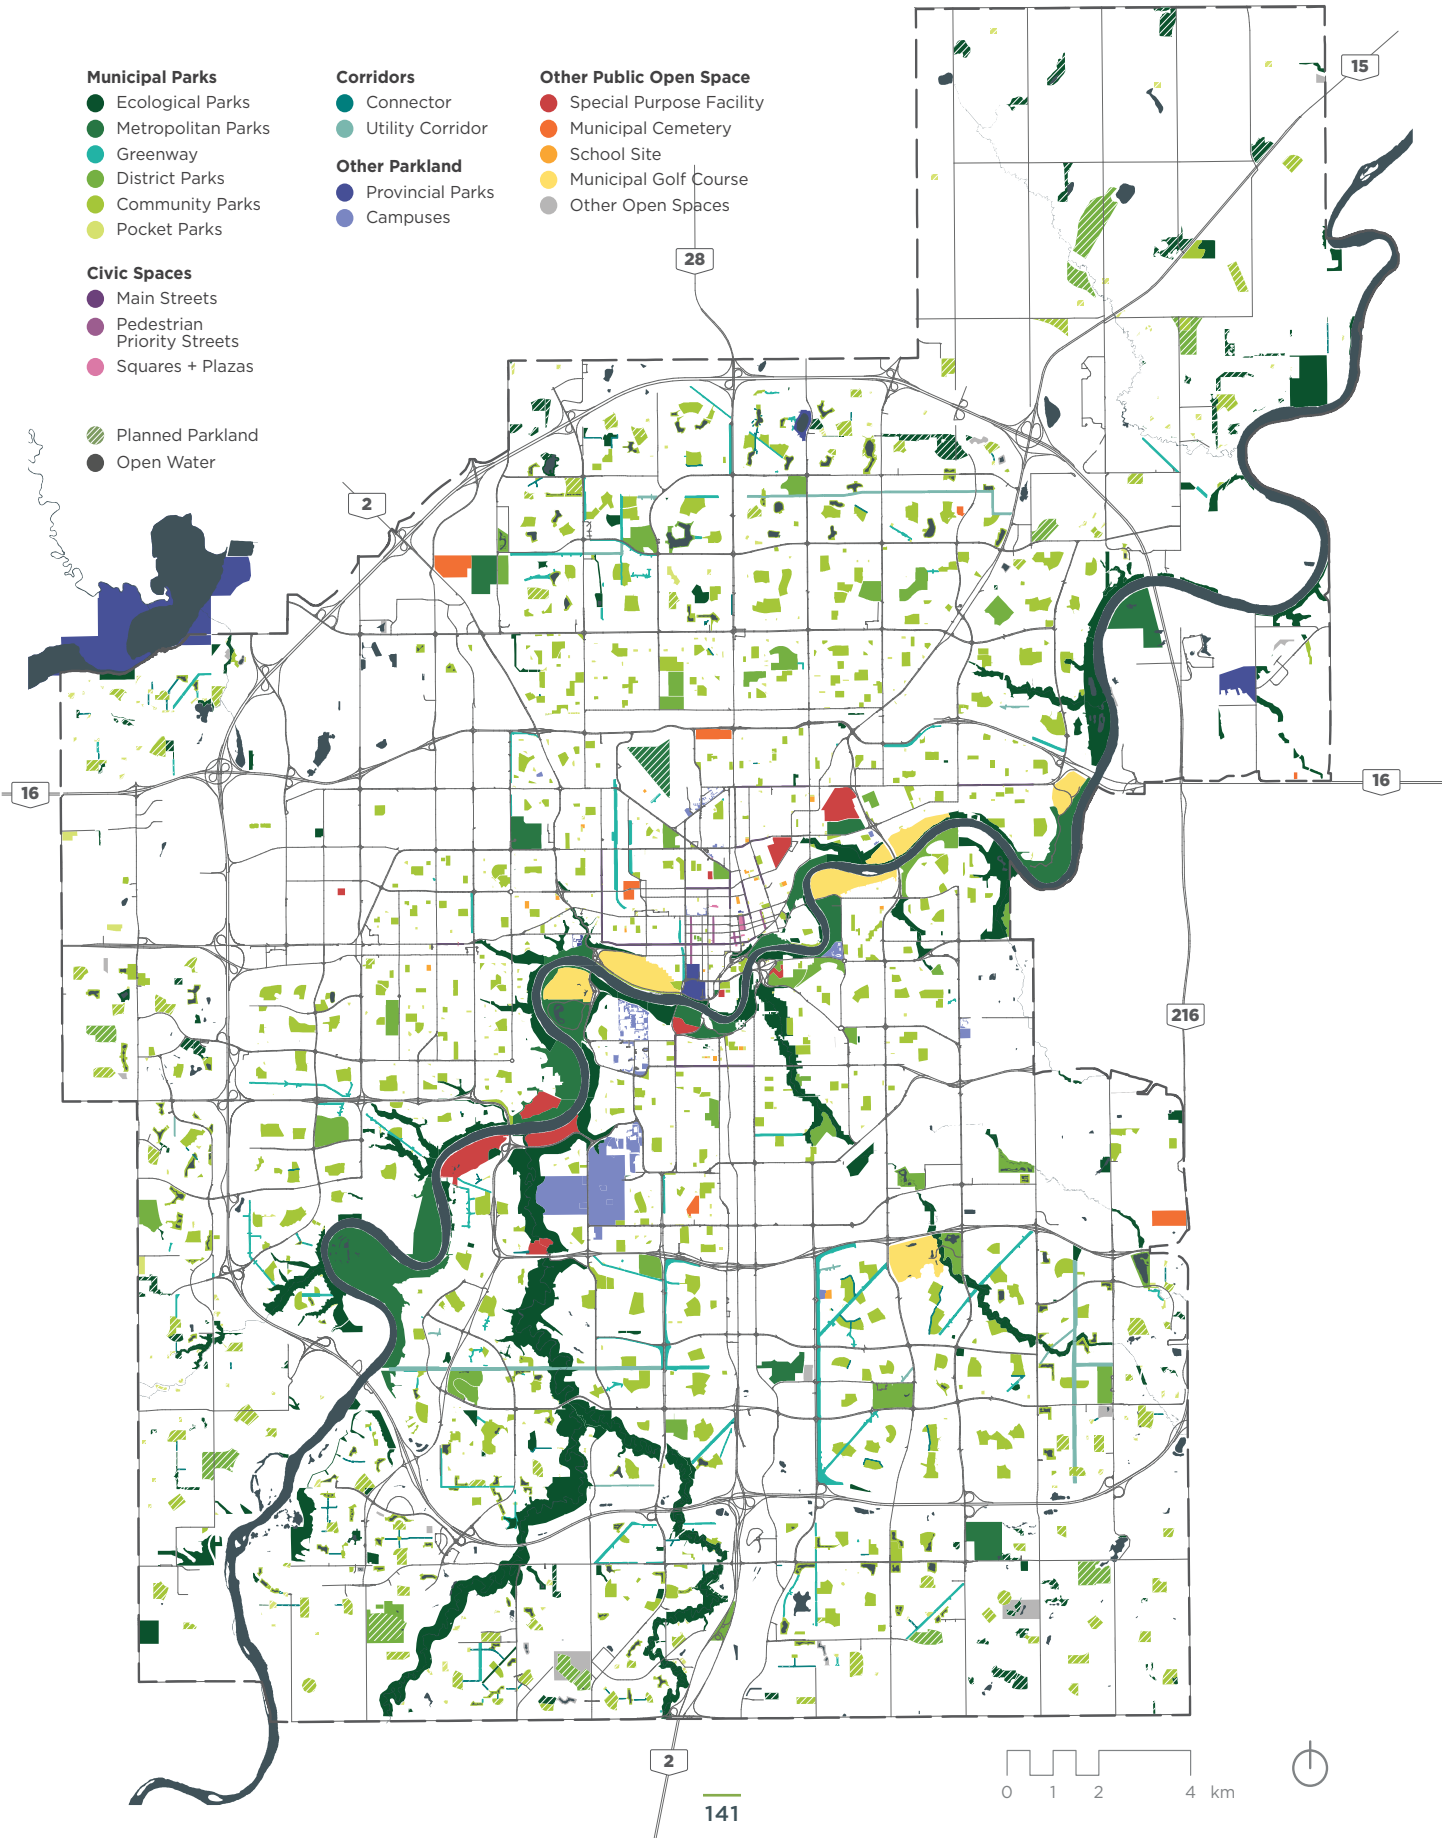 Municipal Parks
Ecological Parks
Metropolitan Parks
Greenway
District Parks
Community Parks
Pocket Parks
Civic Spaces
Main Streets
Pedestrian
Priority Streets
Squares + Plazas
Planned Parkland
Open Water
Corridors
Connector
Utility Corridor
Other Parkland
Provincial Parks
Campuses
Other Public Open Space
Special Purpose Facility
Municipal Cemetery
School Site
Municipal Golf Course
Other Open Spaces
15
28
2
16
16
216
2
0 1 2 4 km
141